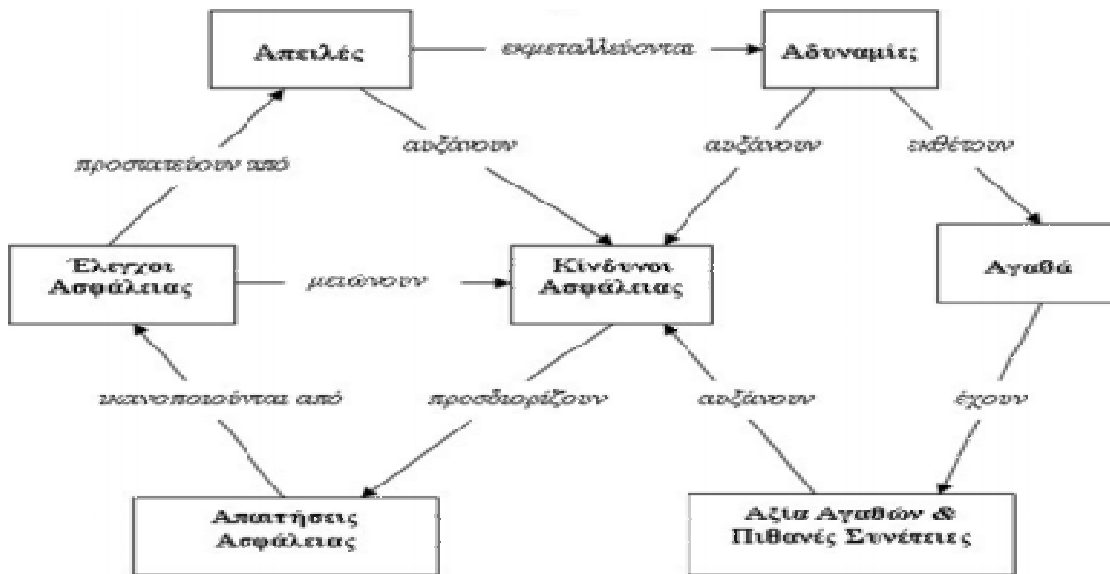 Απειλές
εκμεταλλεύονται
Αδυναμίες
προστατεύουν από
αυξάνουν
αυξάνουν
εκθέτουν
Έλεγχοι
Ασφάλειας
μειώνουν
Κίνδυνοι
Ασφάλειας
Αγαθά
ικανοποιούνται από
προσδιορίζουν
αυξάνουν
έχουν
Απαιτήσεις
Ασφάλειας
Αξία Αγαθών &
Πιθανές Συνέπειες